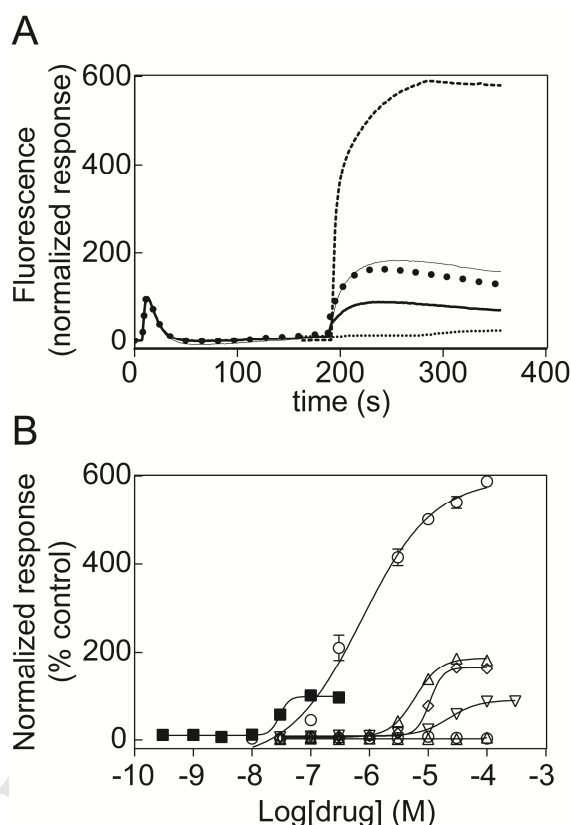 A
Fluorescence
(normalized response)
600
400
200
0
0 100 200 300 400
time (s)
B
Normalized response
(% control)
600
400
200
0
-10 -9 -8 -7 -6 -5 -4 -3
Log[drug] (M)